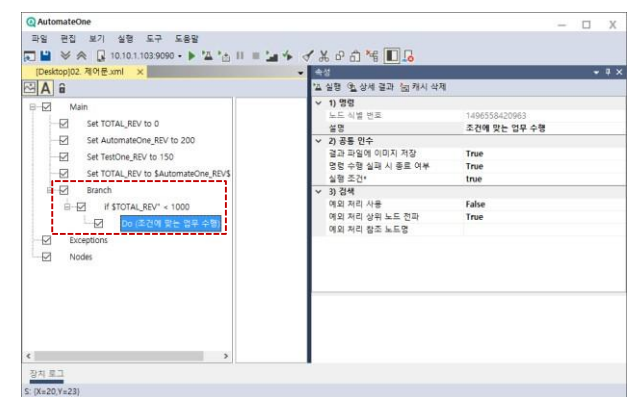 AutomateOne
파일 편집 보기 실행 도구 도움말
10.10.1.103:9090
[Desktop]02. 제어문.xml ×
속성
A
실행 상세 결과 캐시 삭제
Main
Set TOTAL_REV to 0
Set AutomateOne_REV to 200
Set TestOne_REV to 150
Set TOTAL_REV to $AutomateOne_REV$
Branch
If $TOTAL_REV* < 1000
Do (조건에 맞는 업무 수행)
Exceptions
Nodes
1) 명령
노드 식별 번호 1496558420963
설명 조건에 맞는 업무 수행
2) 공통 인수
결과 파일에 이미지 저장 True
명령 수행 실패 시 종료 여부 True
실행 조건* true
3) 검색
예외 처리 사용 False
예외 처리 상위 노드 전파 True
예외 처리 참조 노드명
장치 로그
S: (X=20,Y=23)